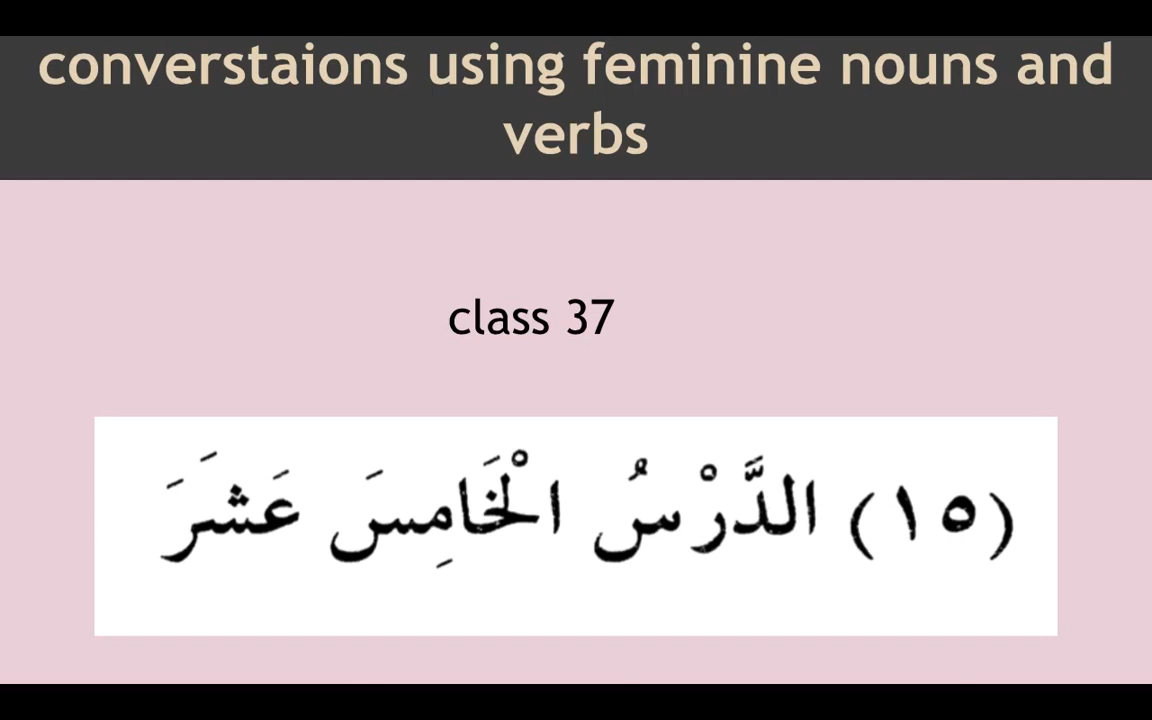 converstaions using feminine nouns and
verbs
class 37
(١٥) الدَّرْسُ الْخَامِسَ عَشَرَ